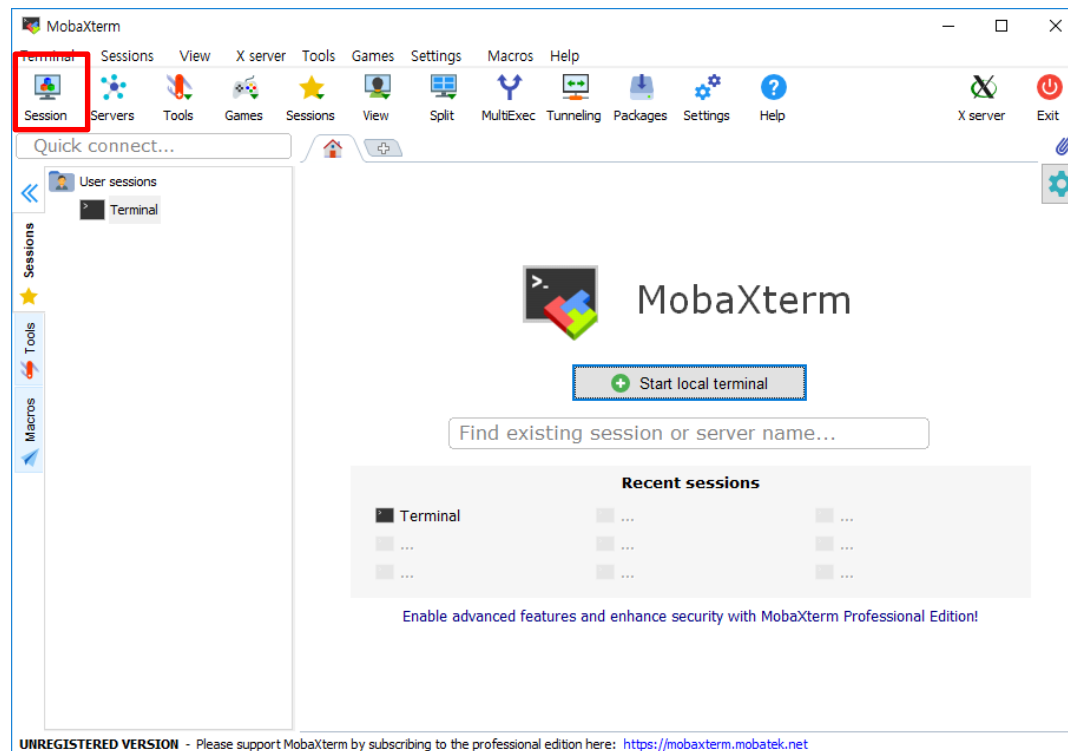 MobaXterm
Terminal Sessions View X server Tools Games Settings Macros Help
Session Servers Tools Games Sessions View Split MultiExec Tunneling Packages Settings Help X server Exit
Quick connect...
User sessions
Terminal
Sessions
Tools
Macros
MobaXterm
Start local terminal
Find existing session or server name...
Recent sessions
Terminal ... ...
... ... ...
... ... ...
Enable advanced features and enhance security with MobaXterm Professional Edition!
UNREGISTERED VERSION - Please support MobaXterm by subscribing to the professional edition here: https://mobaxterm.mobatek.net